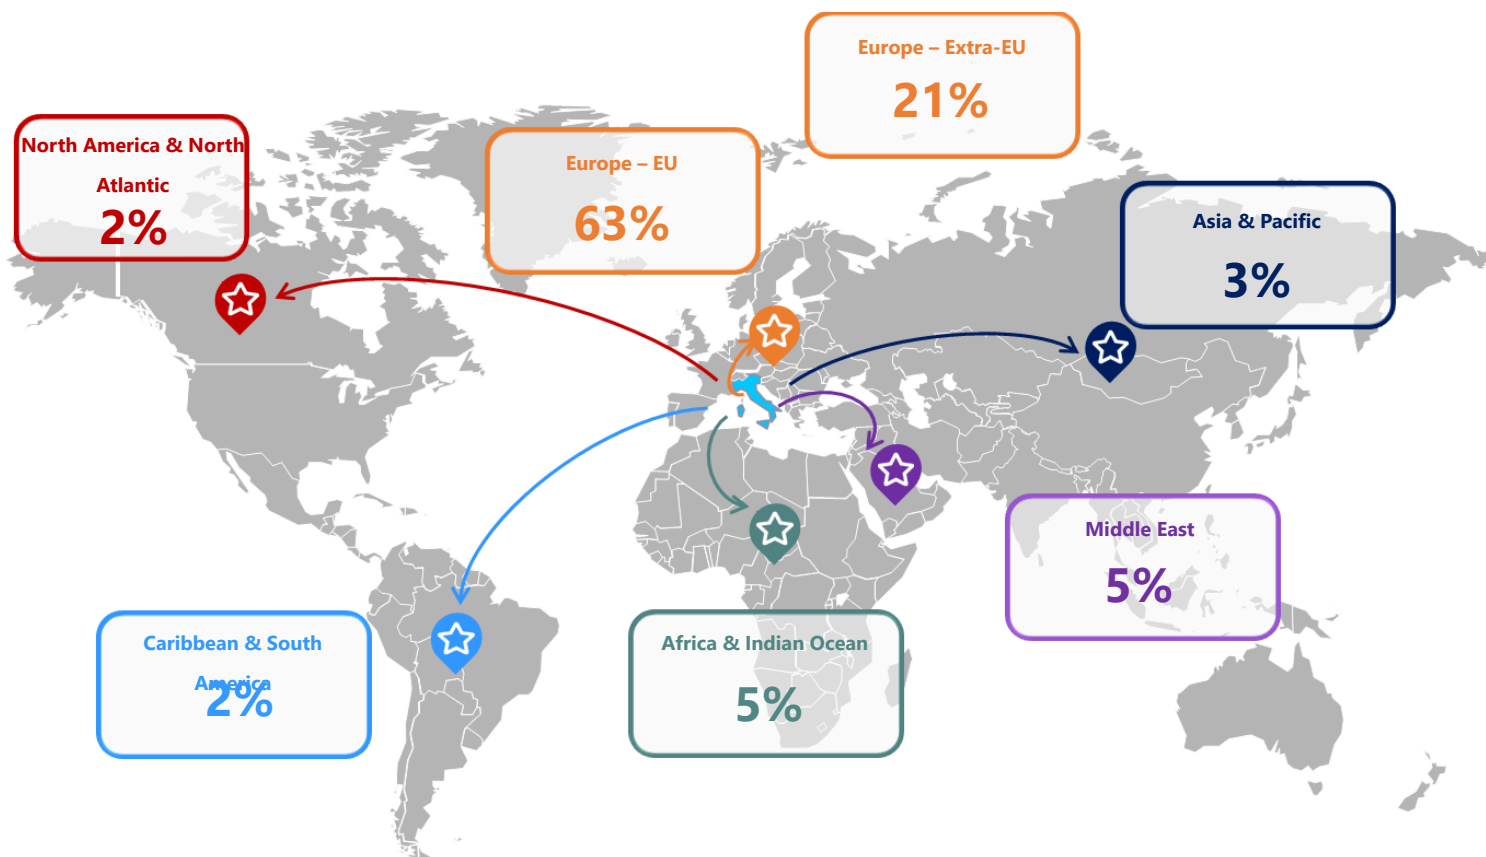 Europe – Extra-EU
21%
North America & North
Atlantic
2%
Europe – EU
63%
Asia & Pacific
3%
Middle East
5%
Caribbean & South
America
2%
Africa & Indian Ocean
5%